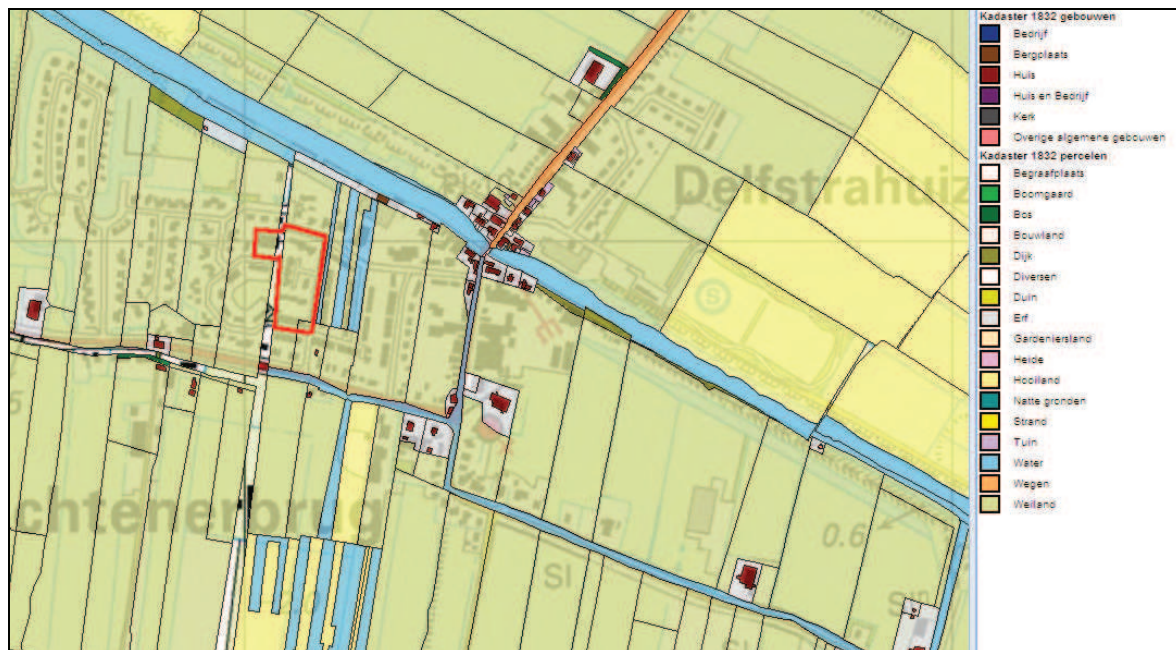 Kadaster 1832 gebouwen
Bedrijf
Bergplaats
Huis
Huis en Bedrijf
Kerk
Overige algemene gebouwen
Kadaster 1832 percelen
Begraafplaats
Boomgaard
Bos
Bouwland
Dijk
Diversen
Duin
Erf
Gardeniersland
Heide
Hooiland
Natte gronden
Strand
Tuin
Water
Wegen
Weiland
Delfstrahuiz
S
chtenerbrug
0.6
Sl